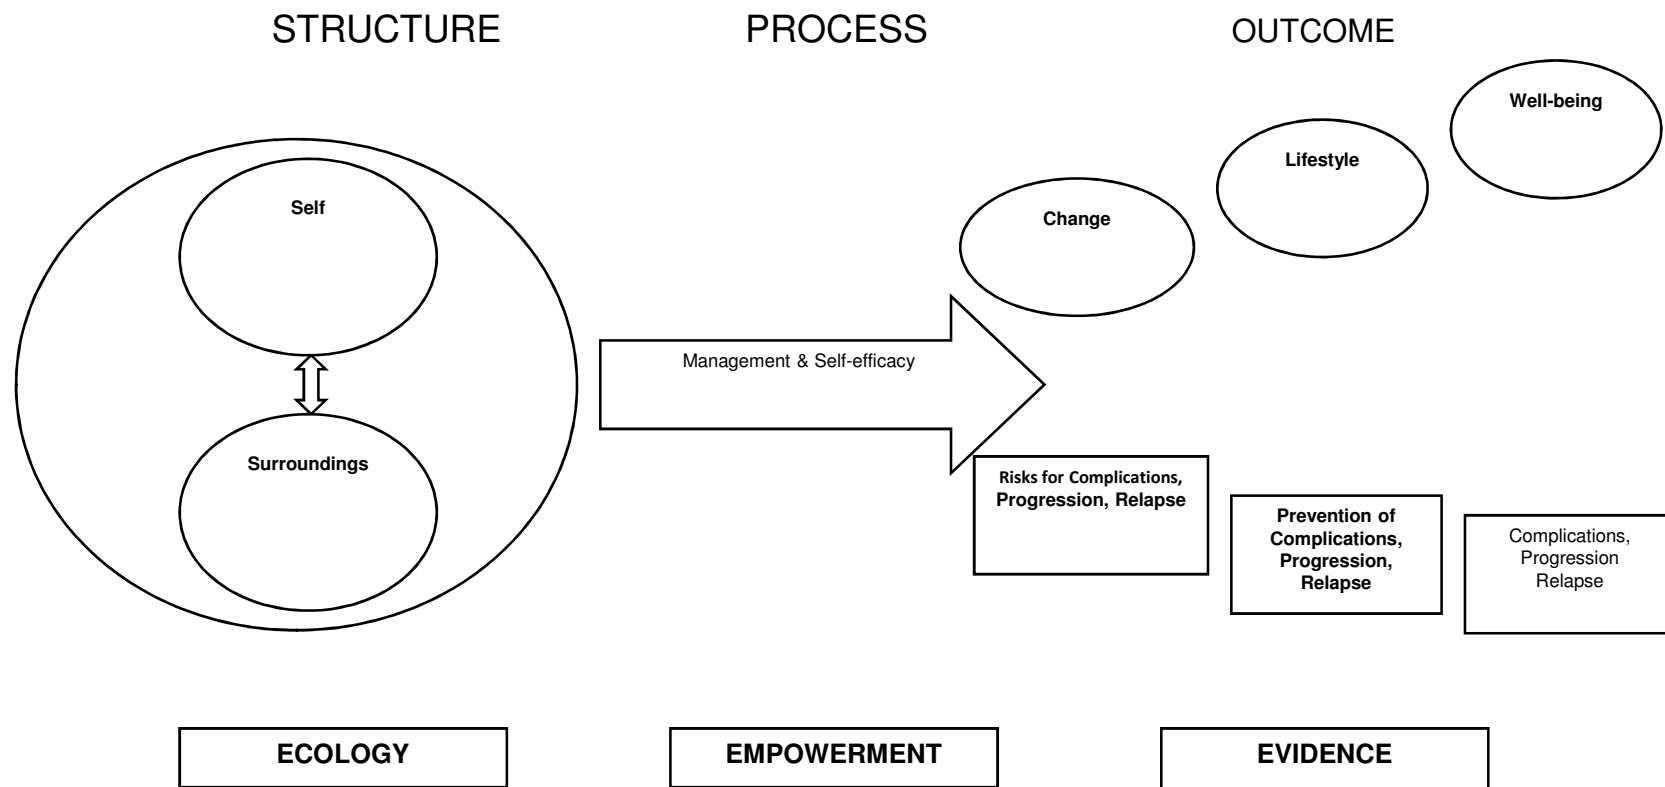 STRUCTURE
PROCESS
OUTCOME
Well-being
Lifestyle
Self
Change
Management & Self-efficacy
Surroundings
Risks for Complications,
Progression, Relapse
Prevention of
Complications,
Progression,
Relapse
Complications,
Progression
Relapse
ECOLOGY
EMPOWERMENT
EVIDENCE